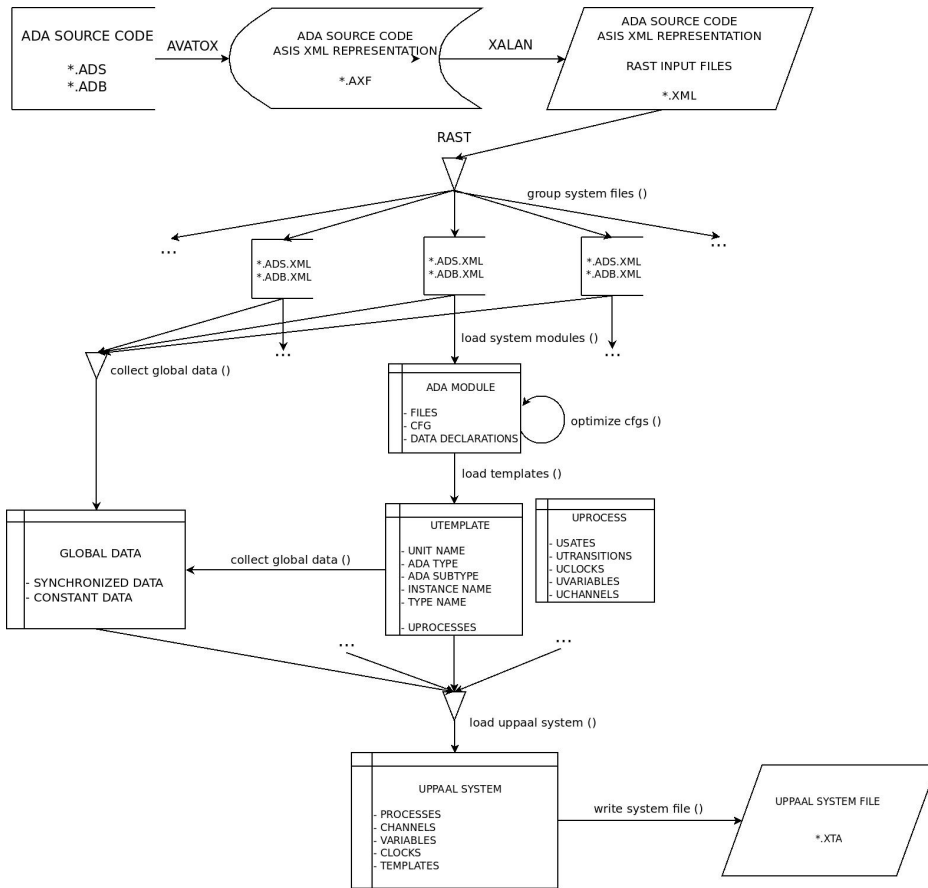 ADA SOURCE CODE
*.ADS
*.ADB
AVATOX
ADA SOURCE CODE
ASIS XML REPRESENTATION
*.AXF
XALAN
ADA SOURCE CODE
ASIS XML REPRESENTATION
RAST INPUT FILES
*.XML
RAST
group system files ()
...
...
*.ADS.XML
*.ADB.XML
*.ADS.XML
*.ADB.XML
*.ADS.XML
*.ADB.XML
load system modules ()
...
...
collect global data ()
ADA MODULE
- FILES
- CFG
- DATA DECLARATIONS
optimize cfgs ()
load templates ()
GLOBAL DATA
- SYNCHRONIZED DATA
- CONSTANT DATA
collect global data ()
UTEMPLATE
- UNIT NAME
- ADA TYPE
- ADA SUBTYPE
- INSTANCE NAME
- TYPE NAME
- UPROCESSES
UPROCESS
- USATES
- UTRANSITIONS
- UCLOCKS
- UVARIABLES
- UCHANNELS
...
...
load uppaal system ()
UPPAAL SYSTEM
- PROCESSES
- CHANNELS
- VARIABLES
- CLOCKS
- TEMPLATES
write system file ()
UPPAAL SYSTEM FILE
*.XTA